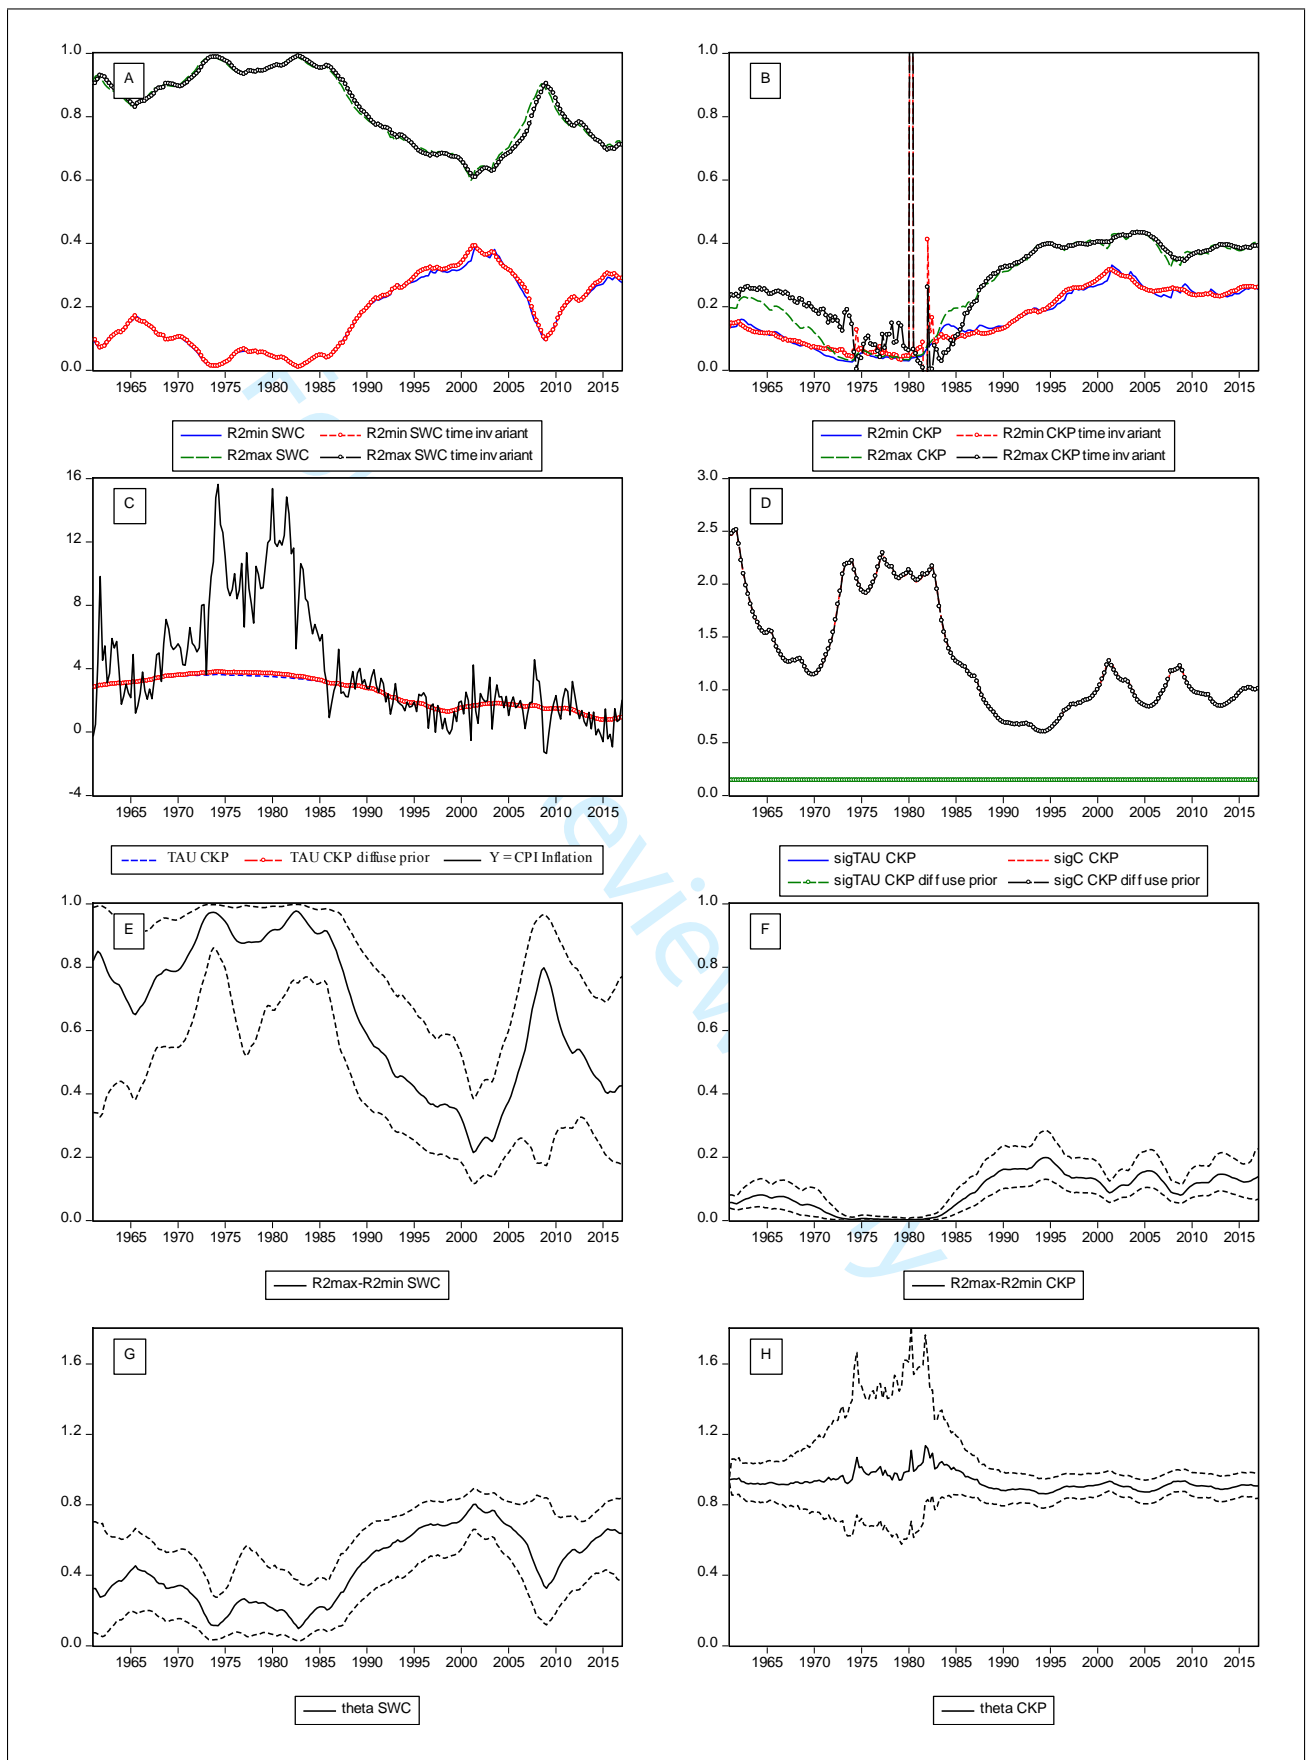 A
1.0
0.8
0.6
0.4
0.2
0.0
1965 1970 1975 1980 1985 1990 1995 2000 2005 2010 2015
R2min SWC R2min SWC time invariant
R2max SWC R2max SWC time invariant
B
1.0
0.8
0.6
0.4
0.2
0.0
1965 1970 1975 1980 1985 1990 1995 2000 2005 2010 2015
R2min CKP R2min CKP time invariant
R2max CKP R2max CKP time invariant
C
16
12
8
4
0
-4
1965 1970 1975 1980 1985 1990 1995 2000 2005 2010 2015
TAU CKP TAU CKP diffuse prior Y = CPI Inflation
D
3.0
2.5
2.0
1.5
1.0
0.5
0.0
1965 1970 1975 1980 1985 1990 1995 2000 2005 2010 2015
sigTAU CKP sigC CKP
sigTAU CKP diffuse prior sigC CKP diffuse prior
E
1.0
0.8
0.6
0.4
0.2
0.0
1965 1970 1975 1980 1985 1990 1995 2000 2005 2010 2015
R2max-R2min SWC
F
1.0
0.8
0.6
0.4
0.2
0.0
1965 1970 1975 1980 1985 1990 1995 2000 2005 2010 2015
R2max-R2min CKP
G
1.6
1.2
0.8
0.4
0.0
1965 1970 1975 1980 1985 1990 1995 2000 2005 2010 2015
theta SWC
H
1.6
1.2
0.8
0.4
0.0
1965 1970 1975 1980 1985 1990 1995 2000 2005 2010 2015
theta CKP